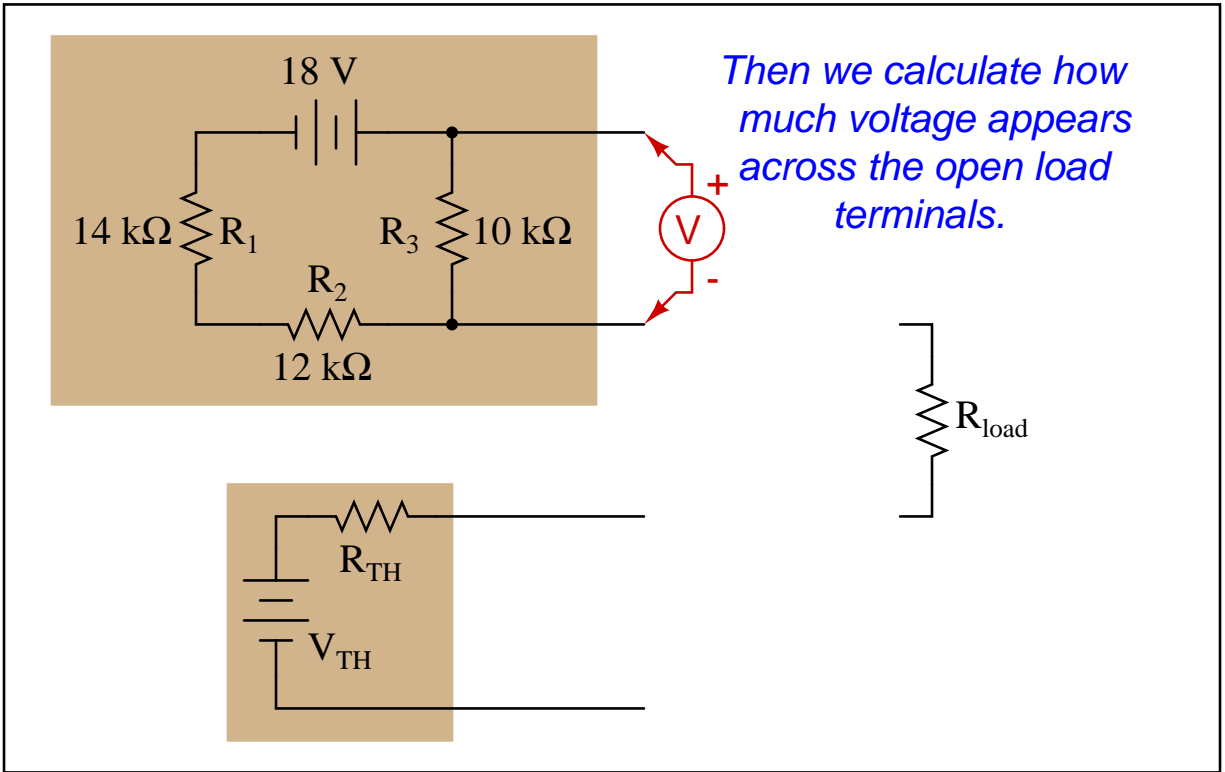 18 V
Then we calculate how
much voltage appears
across the open load
terminals.
+
14 kΩ
R1
R3
10 kΩ
V
R2
-
12 kΩ
Rload
RTH
VTH